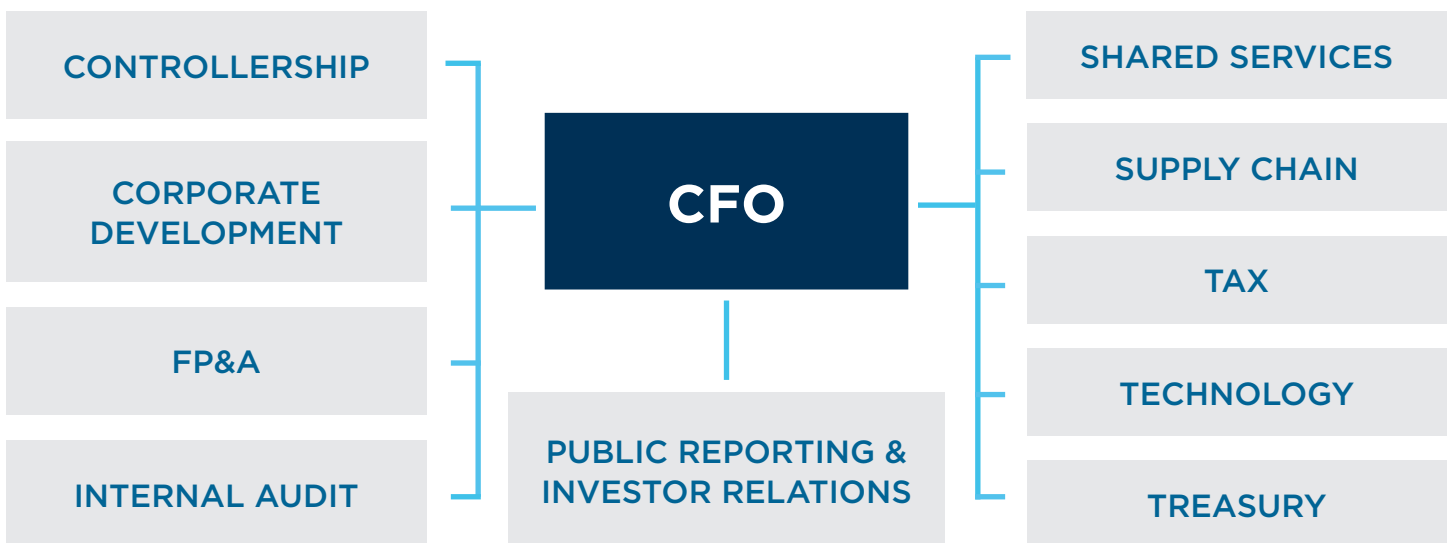 CONTROLLERSHIP
CORPORATE
DEVELOPMENT
FP&A
INTERNAL AUDIT
CFO
PUBLIC REPORTING &
INVESTOR RELATIONS
SHARED SERVICES
SUPPLY CHAIN
TAX
TECHNOLOGY
TREASURY